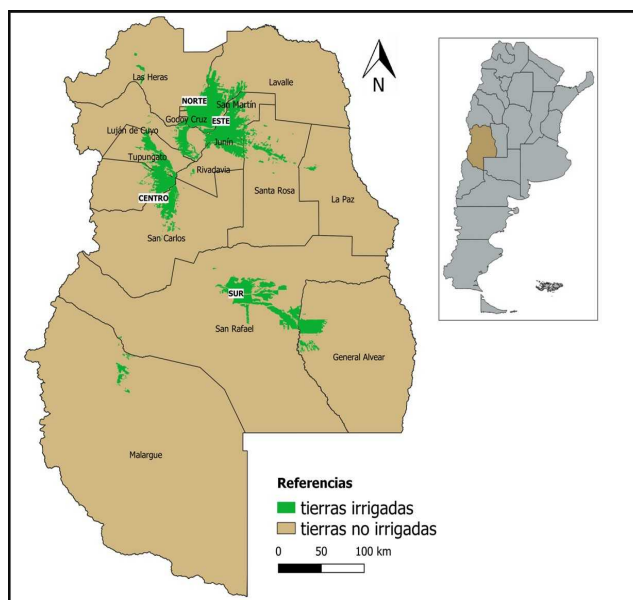 Las Heras
Lavalle
NORTE
San Martín
Godoy Cruz
ESTE
Luján de Cuyo
Junín
Tupungato
Rivadavia
CENTRO
Santa Rosa
La Paz
San Carlos
SUR
San Rafael
General Alvear
Malargue
N
Referencias
tierras irrigadas
tierras no irrigadas
0 50 100 km